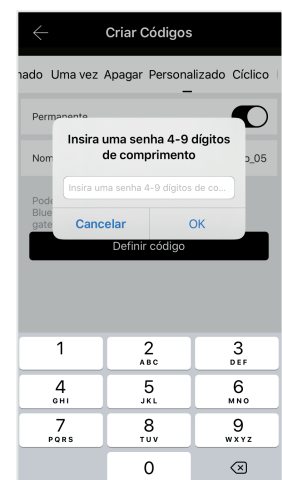 Criar Códigos
nado Uma vez Apagar Personalizado Cíclico
Permanente
Insira uma senha 4-9 dígitos
de comprimento
Nom
o_05
Insira uma senha 4-9 dígitos de co...
Pode
Blue
gate
Cancelar OK
Definir código
1 2 3
ABC DEF
4 5 6
GHI JKL MNO
7 8 9
PQRS TUV WXYZ
0